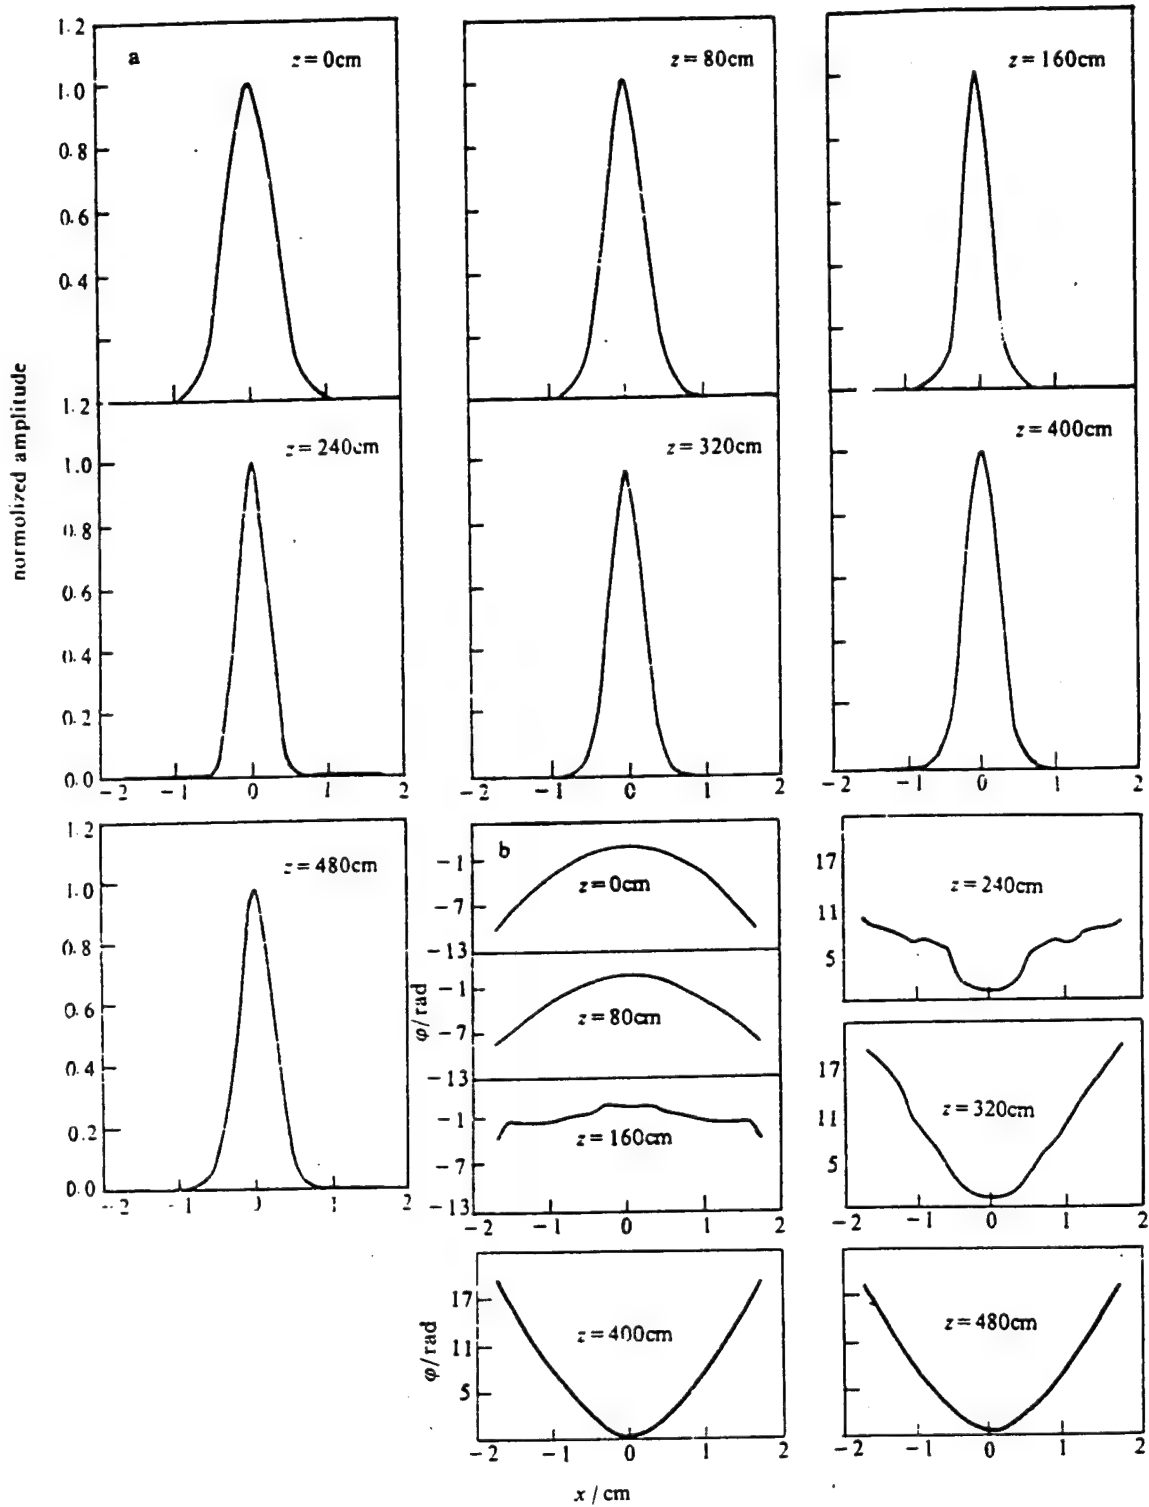 1.2
a
z = 0cm
z = 80cm
z = 160cm
1.0
0.8
0.6
0.4
normolized amplitude
1.2
z = 240cm
z = 320cm
z = 400cm
1.0
0.8
0.6
0.4
0.2
0.0
-2 -1 0 1 2
-2 -1 0 1 2
-2 -1 0 1 2
1.2
z = 480cm
1.0
0.8
0.6
0.4
0.2
0.0
-2 -1 0 1 2
b
-1
z = 0cm
-7
-13
φ/rad
-1
z = 80cm
-7
-13
-1
z = 160cm
-7
-13
-2 -1 0 1 2
17
z = 240cm
11
5
17
z = 320cm
11
5
-2 -1 0 1 2
φ/rad
17
z = 400cm
11
5
-2 -1 0 1 2
z = 480cm
-2 -1 0 1 2
x / cm